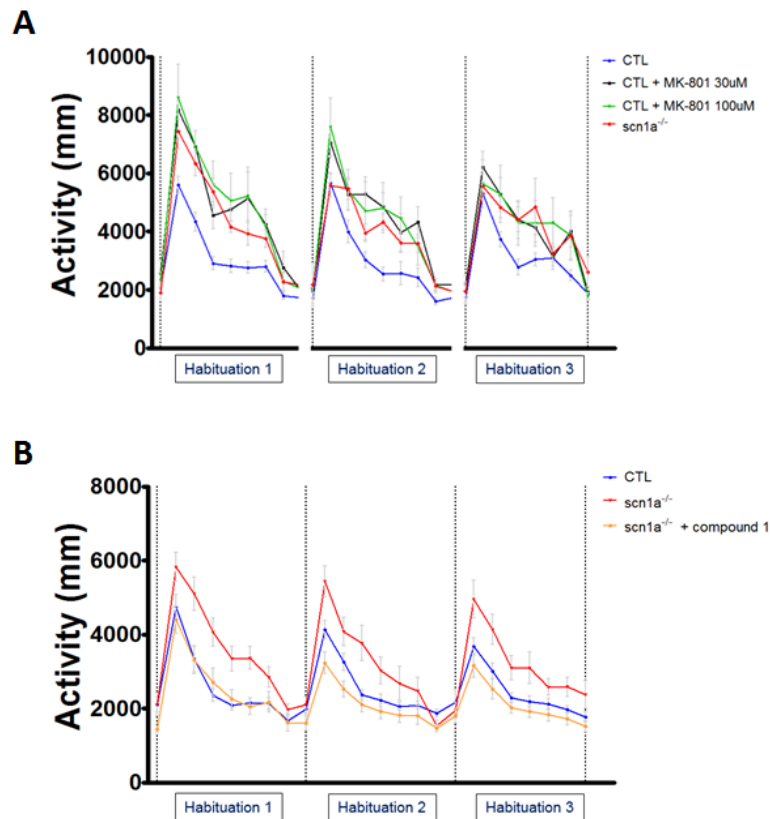 A
10000
8000
6000
4000
2000
0
Activity (mm)
CTL
CTL + MK-801 30uM
CTL + MK-801 100uM
scn1a⁻/⁻
Habituation 1
Habituation 2
Habituation 3
B
8000
6000
4000
2000
0
Activity (mm)
CTL
scn1a⁻/⁻
scn1a⁻/⁻ + compound 1
Habituation 1
Habituation 2
Habituation 3